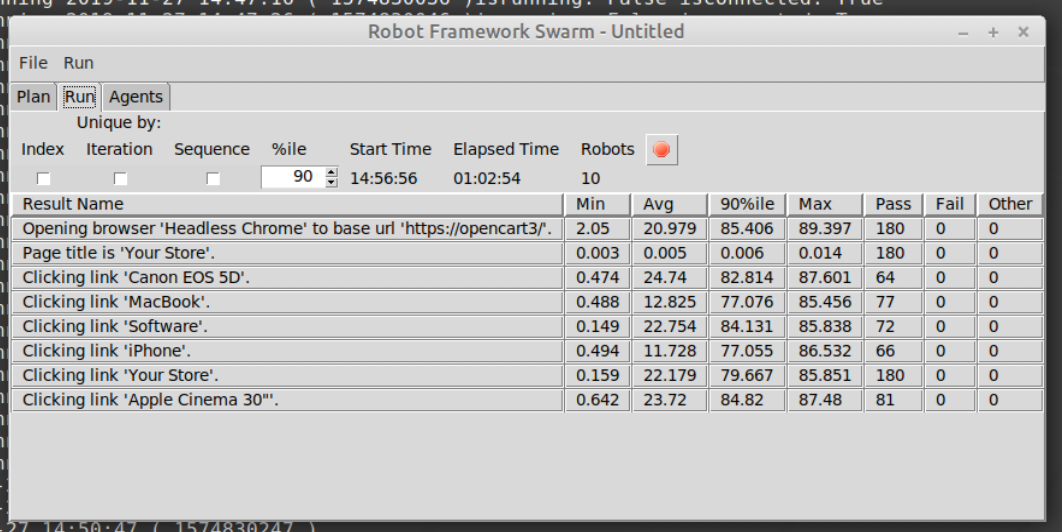 2019-11-27 14:47:16 ( 1574830036 )isrunning: False isconnected: True
Robot Framework Swarm - Untitled
File Run
Plan Run Agents
Unique by:
Index Iteration Sequence %ile Start Time Elapsed Time Robots
90 14:56:56 01:02:54 10
Result Name Min Avg 90%ile Max Pass Fail Other
Opening browser 'Headless Chrome' to base url 'https://opencart3/'. 2.05 20.979 85.406 89.397 180 0 0
Page title is 'Your Store'. 0.003 0.005 0.006 0.014 180 0 0
Clicking link 'Canon EOS 5D'. 0.474 24.74 82.814 87.601 64 0 0
Clicking link 'MacBook'. 0.488 12.825 77.076 85.456 77 0 0
Clicking link 'Software'. 0.149 22.754 84.131 85.838 72 0 0
Clicking link 'iPhone'. 0.494 11.728 77.055 86.532 66 0 0
Clicking link 'Your Store'. 0.159 22.179 79.667 85.851 180 0 0
Clicking link 'Apple Cinema 30"'. 0.642 23.72 84.82 87.48 81 0 0
-27 14:50:47 ( 1574830247 )